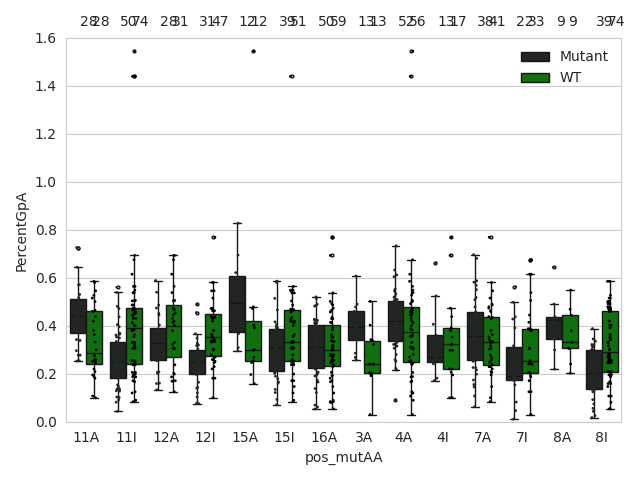 28 28 50 74 28 31 31 47 12 12 39 51 50 59 13 13 52 56 13 17 38 41 22 33 9 9 39 74
1.6
Mutant
WT
1.4
1.2
1.0
0.8
0.6
0.4
0.2
0.0
PercentGpA
11A 11I 12A 12I 15A 15I 16A 3A 4A 4I 7A 7I 8A 8I
pos_mutAA